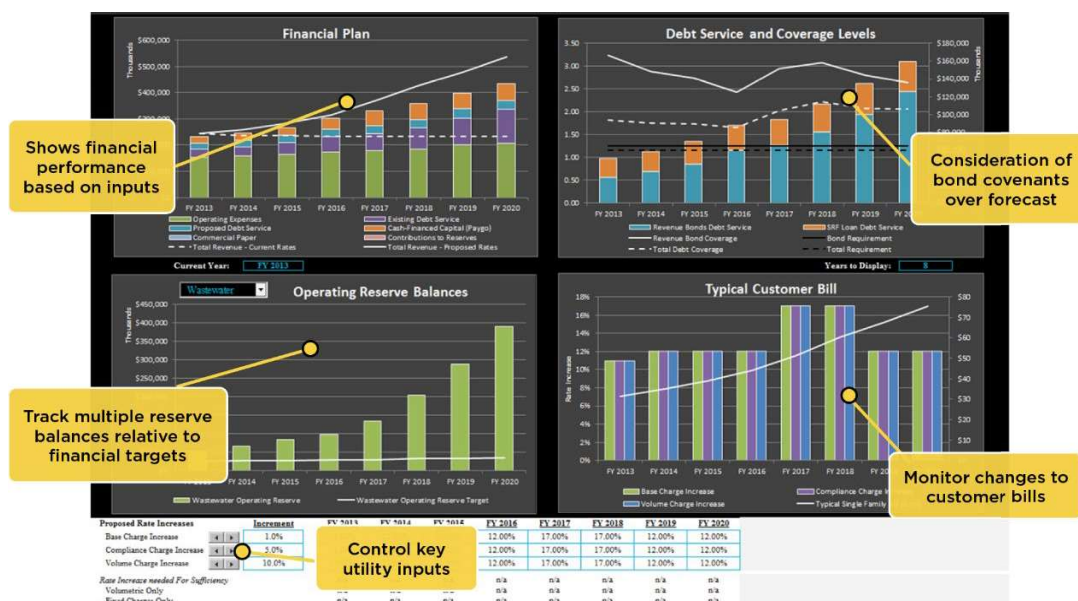 Financial Plan
Thousands
$600,000
$500,000
$400,000
$300,000
FY 2013 FY 2014 FY 2015 FY 2016 FY 2017 FY 2018 FY 2019 FY 2020
Operating Expenses
Existing Debt Service
Proposed Debt Service
Cash-Financed Capital (Paygo)
Commercial Paper
Contributions to Reserves
Total Revenue - Current Rates
Total Revenue - Proposed Rates
Shows financial
performance
based on inputs
Debt Service and Coverage Levels
3.50
3.00
2.50
2.00
1.50
1.00
0.50
0.00
Thousands
$180,000
$160,000
$140,000
$120,000
$100,000
$80,000
FY 2013 FY 2014 FY 2015 FY 2016 FY 2017 FY 2018 FY 2019
Revenue Bonds Debt Service
SRF Loan Debt Service
Revenue Bond Coverage
Bond Requirement
Total Debt Coverage
Total Requirement
Consideration of
bond covenants
over forecast
Current Year: FY 2013
Years to Display: 8
Wastewater
Operating Reserve Balances
Thousands
$450,000
$400,000
$350,000
$300,000
$250,000
FY 2014 FY 2015 FY 2016 FY 2017 FY 2018 FY 2019 FY 2020
Wastewater Operating Reserve
Wastewater Operating Reserve Target
Track multiple reserve
balances relative to
financial targets
Typical Customer Bill
Rate Increase
18%
16%
14%
12%
10%
8%
6%
4%
2%
0%
$80
$70
$60
$50
$40
$30
$20
$10
FY 2013 FY 2014 FY 2015 FY 2016 FY 2017 FY 2018
Base Charge Increase
Compliance Charge
Volume Charge Increase
Typical Single Family
Monitor changes to
customer bills
Proposed Rate Increases Increment FY 2013 FY 2014 FY 2015 FY 2016 FY 2017 FY 2018 FY 2019 FY 2020
Base Charge Increase 1.0% 12.00% 17.00% 17.00% 12.00% 12.00%
Compliance Charge Increase 5.0% 12.00% 17.00% 17.00% 12.00% 12.00%
Volume Charge Increase 10.0% 12.00% 17.00% 17.00% 12.00% 12.00%
Control key
utility inputs
Rate Increase needed For Sufficiency n/a n/a n/a n/a n/a
Volumetric Only n/a n/a n/a n/a n/a n/a n/a n/a
Fixed Charges Only n/a n/a n/a n/a n/a n/a n/a n/a